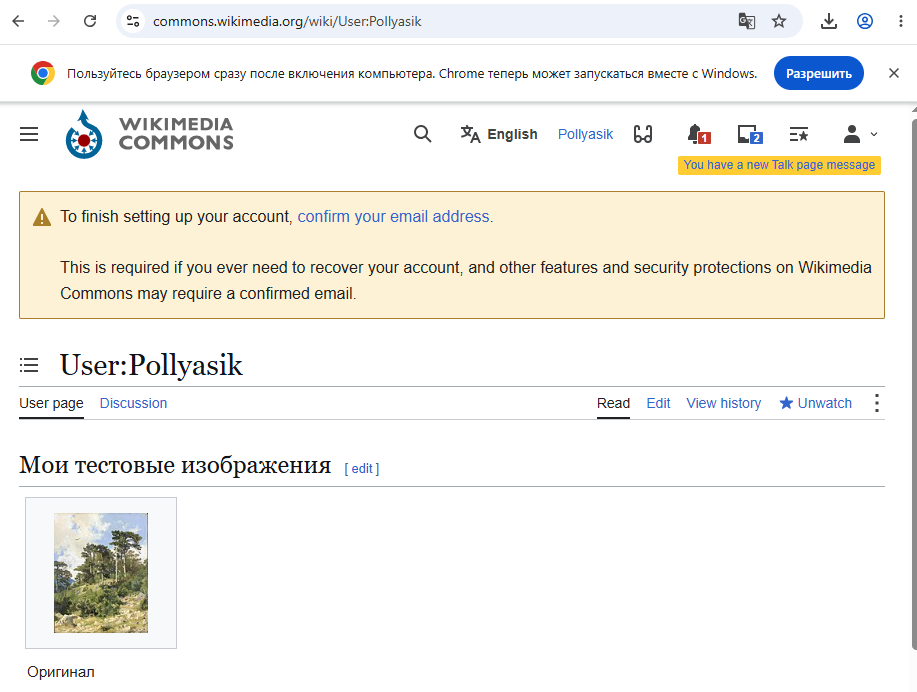 commons.wikimedia.org/wiki/User:Pollyasik
Пользуйтесь браузером сразу после включения компьютера. Chrome теперь может запускаться вместе с Windows.
Разрешить
WIKIMEDIA
COMMONS
English
Pollyasik
1
2
You have a new Talk page message
To finish setting up your account, confirm your email address.
This is required if you ever need to recover your account, and other features and security protections on Wikimedia
Commons may require a confirmed email.
User:Pollyasik
User page
Discussion
Read
Edit
View history
Unwatch
Мои тестовые изображения [ edit ]
Оригинал